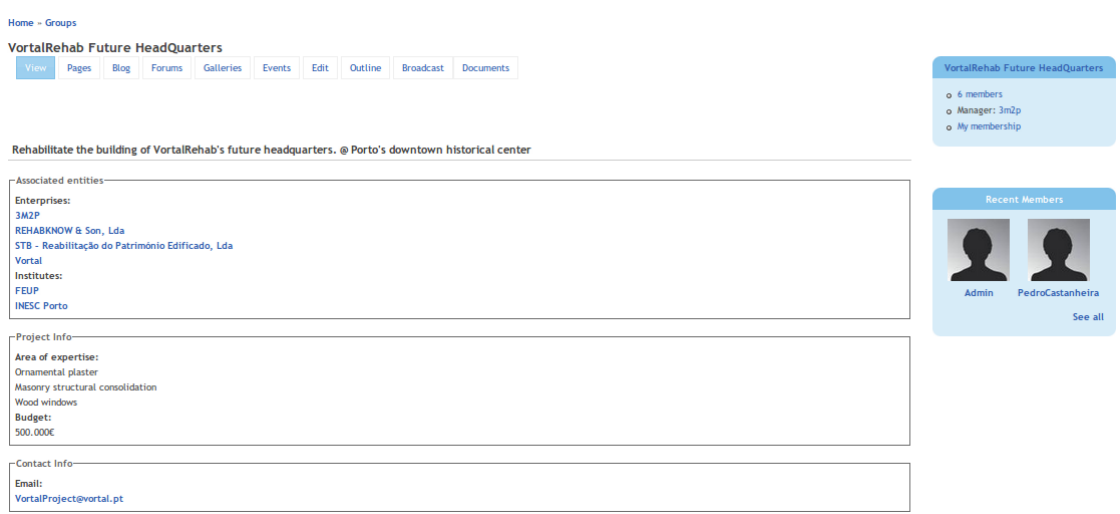 Home » Groups
VortalRehab Future HeadQuarters
View Pages Blog Forums Galleries Events Edit Outline Broadcast Documents
Rehabilitate the building of VortalRehab's future headquarters. @ Porto's downtown historical center
Associated entities
Enterprises:
3M2P
REHABKNOW & Son, Lda
STB - Reabilitação do Património Edificado, Lda
Vortal
Institutes:
FEUP
INESC Porto
Project Info
Area of expertise:
Ornamental plaster
Masonry structural consolidation
Wood windows
Budget:
500.000€
Contact Info
Email:
VortalProject@vortal.pt
VortalRehab Future HeadQuarters
6 members
Manager: 3m2p
My membership
Recent Members
Admin PedroCastanheira
See all